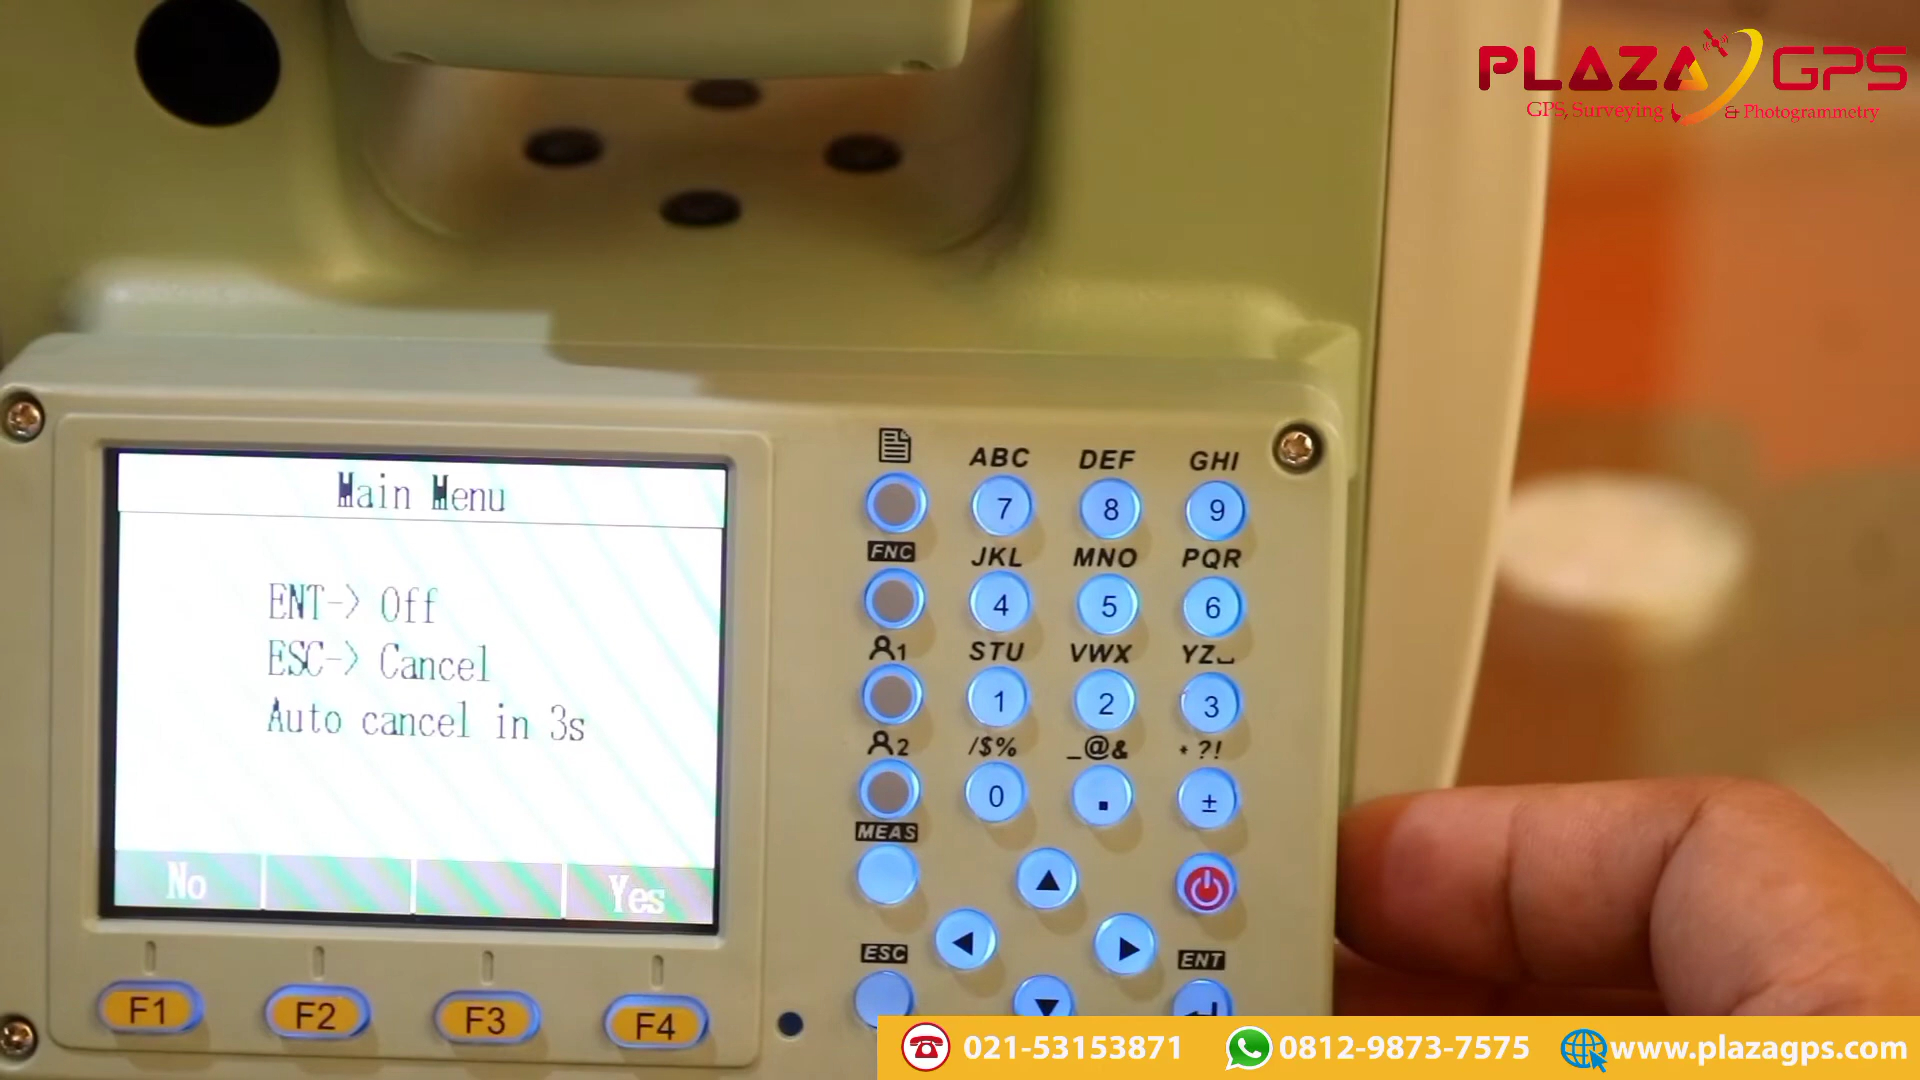 PLAZA GPS
GPS, Surveying & Photogrammetry
Main Menu
ENT-> Off
ESC-> Cancel
Auto cancel in 3s
No Yes
F1 F2 F3 F4
ABC DEF GHI
7 8 9
FNC JKL MNO PQR
4 5 6
1 STU VWX YZ⎵
1 2 3
2 /$% _@& *?!
0 . ±
MEAS
ESC ENT
021-53153871 0812-9873-7575 www.plazagps.com